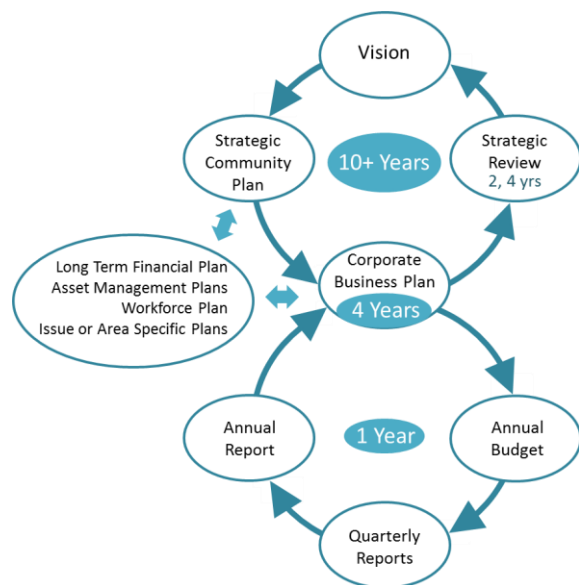 Vision
Strategic
Community
Plan
10+ Years
Strategic
Review
2, 4 yrs
Long Term Financial Plan
Asset Management Plans
Workforce Plan
Issue or Area Specific Plans
Corporate
Business Plan
4 Years
Annual
Report
1 Year
Annual
Budget
Quarterly
Reports